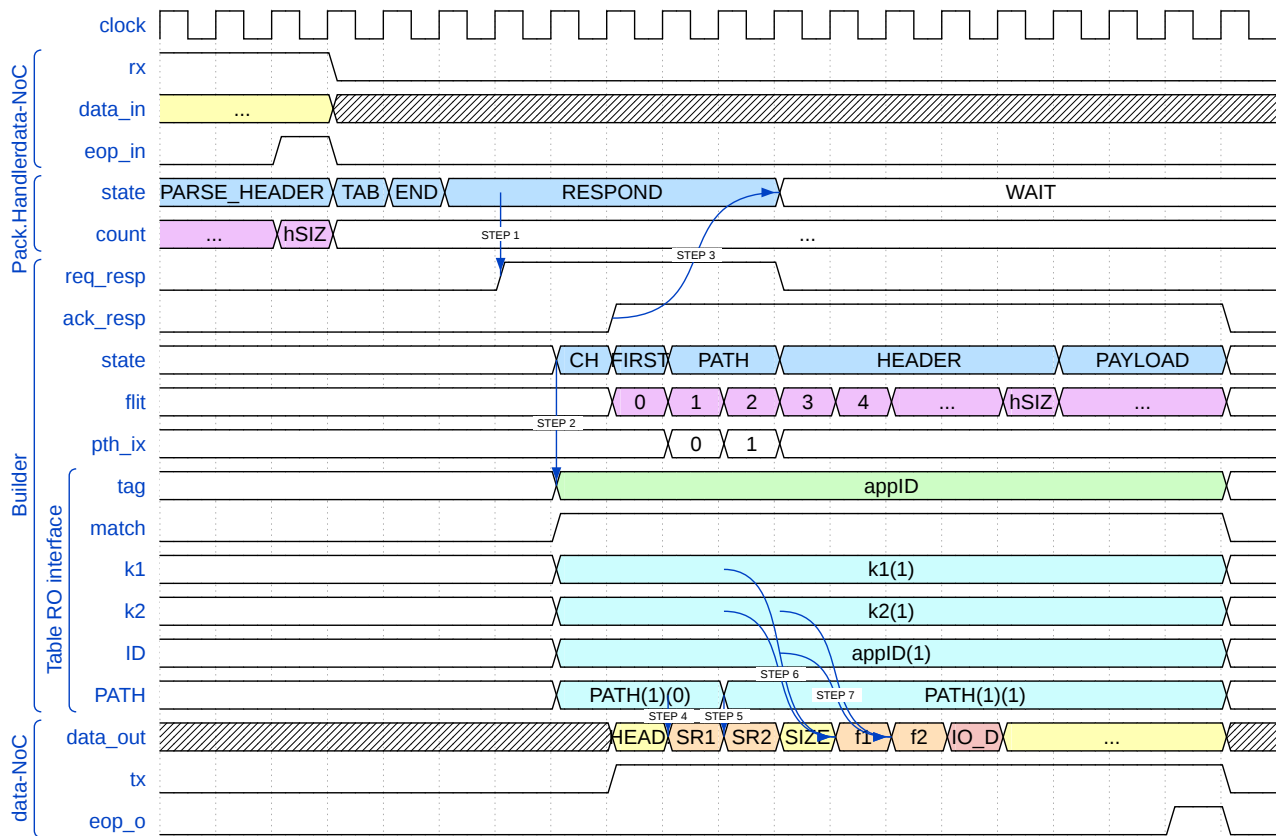 clock
rx
data_in ...
eop_in
state PARSE_HEADER TAB END RESPOND WAIT
count ... hSIZ ...
STEP 1
STEP 3
req_resp
ack_resp
state CH FIRST PATH HEADER PAYLOAD
flit 0 1 2 3 4 ... hSIZ ...
STEP 2
pth_ix 0 1
tag appID
match
k1 k1(1)
k2 k2(1)
ID appID(1)
STEP 6
PATH PATH(1)(0) PATH(1)(1)
STEP 7
STEP 4 STEP 5
data_out HEAD SR1 SR2 SIZE f1 f2 IO_D ...
tx
eop_o
data-NoC
Pack.Handler
Builder
Table RO interface
data-NoC